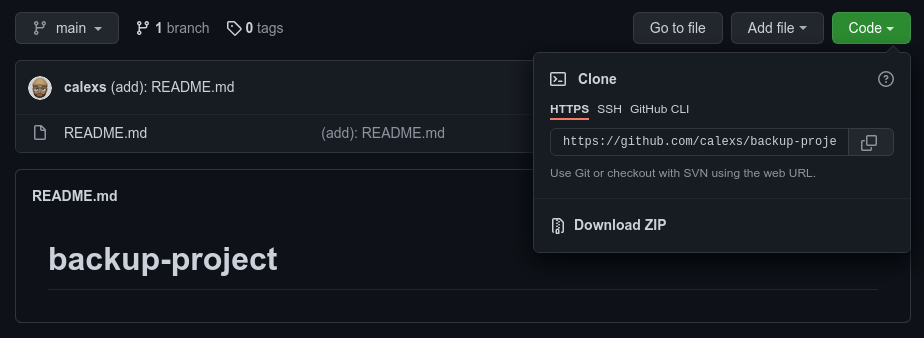 main 1 branch 0 tags Go to file Add file Code
calexs (add): README.md
README.md (add): README.md
Clone
HTTPS SSH GitHub CLI
https://github.com/calexs/backup-proje
Use Git or checkout with SVN using the web URL.
Download ZIP
README.md
backup-project